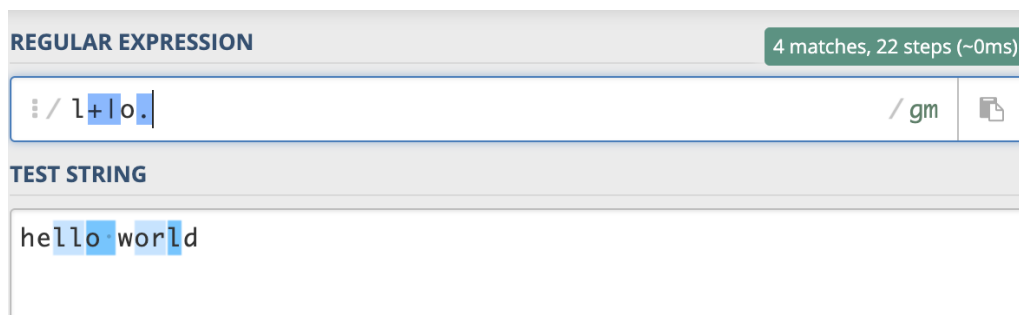 REGULAR EXPRESSION
4 matches, 22 steps (~0ms)
/ l+|o. / gm
TEST STRING
hello·world